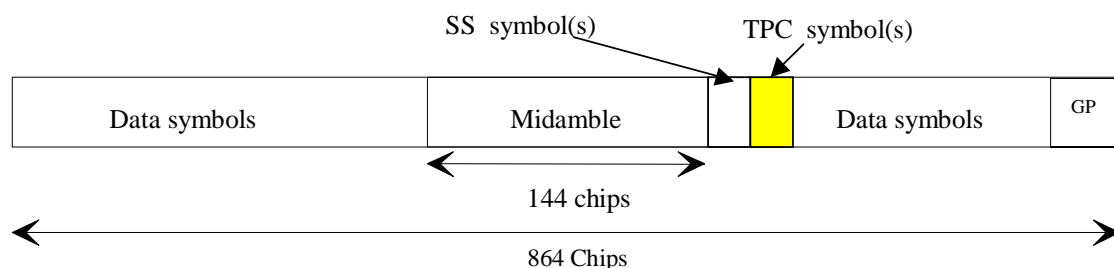 SS symbol(s)
TPC symbol(s)
Data symbols
Midamble
Data symbols
GP
144 chips
864 Chips